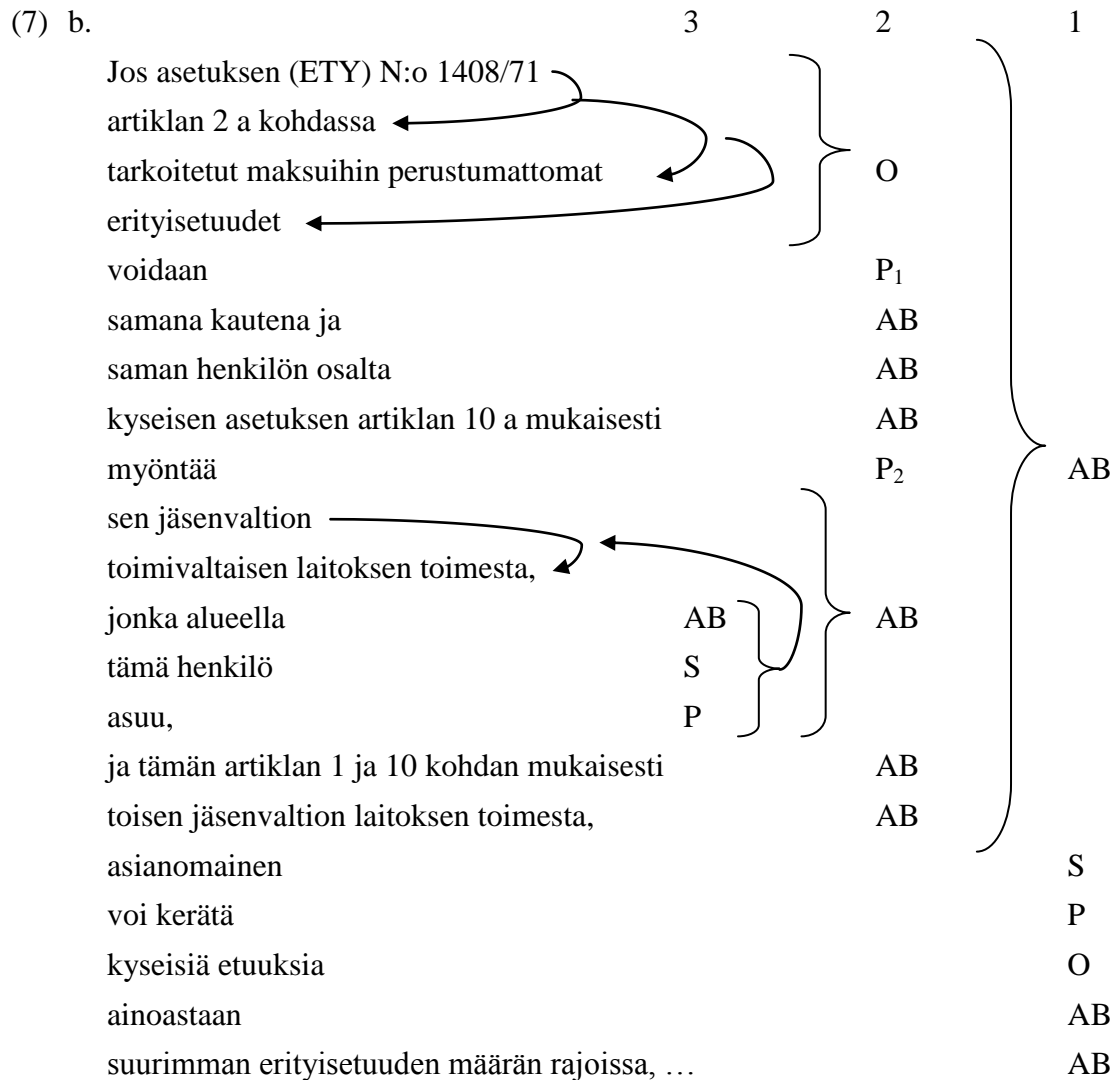 (7) b. 3 2 1
Jos asetuksen (ETY) N:o 1408/71
artiklan 2 a kohdassa
tarkoitetut maksuihin perustumattomat O
erityisetuudet
voidaan P₁
samana kautena ja AB
saman henkilön osalta AB
kyseisen asetuksen artiklan 10 a mukaisesti AB
myöntää P₂ AB
sen jäsenvaltion
toimivaltaisen laitoksen toimesta,
jonka alueella AB AB
tämä henkilö S
asuu, P
ja tämän artiklan 1 ja 10 kohdan mukaisesti AB
toisen jäsenvaltion laitoksen toimesta, AB
asianomainen S
voi kerätä P
kyseisiä etuuksia O
ainoastaan AB
suurimman erityisetuuden määrän rajoissa, … AB